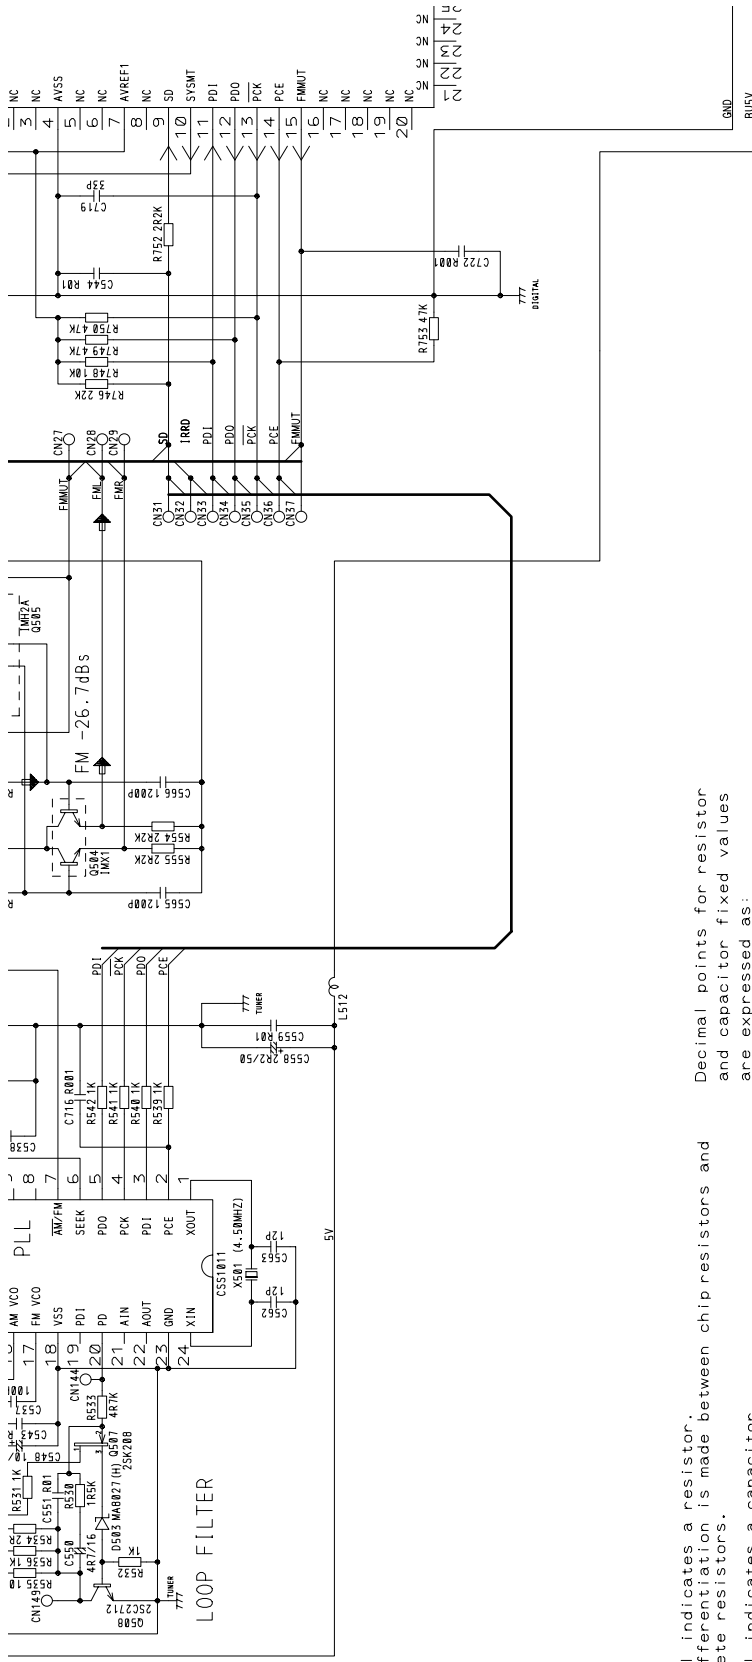 NC
3 NC
4 AVSS
5 NC
6 NC
7 AVREF1
8 NC
9 SD
10 SYSMT
11 PDI
12 PDO
13 PCK
14 PCE
15 FMMUT
16 NC
17 NC
18 NC
19 NC
20 NC
NC 21
NC 22
NC 23
NC 24
25
GND
BU5V
C719 33P
R752 2R2K
C544 R01
C722 R001
DIGITAL
R753 47K
R750 47K
R749 47K
R748 10K
R746 22K
CN27
CN28
CN29
SD
IRRD
PDI
PDO
PCK
PCE
FMMUT
FMMUT
FML
FMR
CN31
CN32
CN33
CN34
CN35
CN36
CN37
IMH2A
Q505
FM -26.7dBs
Q504
IMX1
C566 1200P
R554 2R2K
R555 2R2K
C565 1200P
PDI
PCK
PDO
PCE
TUNER
L512
C559 R01
C558 2R2/50
C716 R001
R542 1K
R541 1K
R540 1K
R539 1K
C538
PLL
8
7 AM/FM
6 SEEK
5 PDO
4 PCK
3 PDI
2 PCE
1 XOUT
CSS1011
X501 (4.50MHZ)
C563 12P
C562 12P
5V
AM VCO
17 FM VCO
18 VSS
19 PDI
20 PD
21 AIN
22 AOUT
23 GND
24 XIN
C537
C543
C548
CN144
R533 4R7K
Q507
2SK208
R531 1K
C551 R01
R530 1R5K
C550 4R7/16
D503 MA8027(H)
R532 1K
R534
R536 1K
R535 10
CN149
Q508
2SC2712
TUNER
LOOP FILTER
Decimal points for resistor
and capacitor fixed values
are expressed as:
indicates a resistor.
fferentiation is made between chip resistors and
ete resistors.
indicates a capacitor.